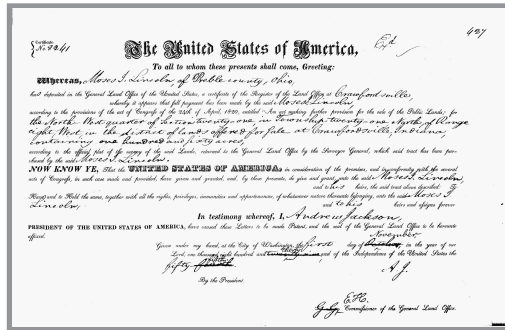 427
Certificate
No. 9241
The United States of America,
Ex'd
To all to whom these presents shall come, Greeting:
Whereas, Moses I. Lincoln of Preble county, Ohio,
has deposited in the General Land Office of the United States, a certificate of the Register of the Land Office at Crawfordsville,
whereby it appears that full payment has been made by the said Moses I. Lincoln,
according to the provisions of the act of Congress of the 24th of April, 1820, entitled "An act making further provision for the sale of the Public Lands," for
the North West quarter of Section twenty-one, in Township twenty-one North, of Range
eight West, in the district of lands offered for sale at Crawfordsville, Indiana,
containing one hundred and sixty acres,
according to the official plat of the survey of the said Lands, returned to the General Land Office by the Surveyor General, which said tract has been purchased by the said Moses I. Lincoln.
NOW KNOW YE, That the UNITED STATES OF AMERICA, in consideration of the premises, and in conformity with the several
acts of Congress, in such case made and provided, have given and granted, and, by these presents, do give and grant, unto the said Moses I. Lincoln,
and his heirs, the said tract above described: To
Have and to Hold the same, together with all the rights, privileges, immunities and appurtenances, of whatsoever nature thereunto belonging, unto the said Moses I.
Lincoln, and to his heirs and assigns forever
In testimony whereof, I, Andrew Jackson,
PRESIDENT OF THE UNITED STATES OF AMERICA, have caused these Letters to be made Patent, and the seal of the General Land Office to be hereunto
affixed.
November
Given under my hand, at the City of Washington, the first day of in the year of our
Lord, one thousand eight hundred and thirty and of the Independence of the United States the
fifty fifth A. J.
By the President.
E. H.
Commissioner of the General Land Office.